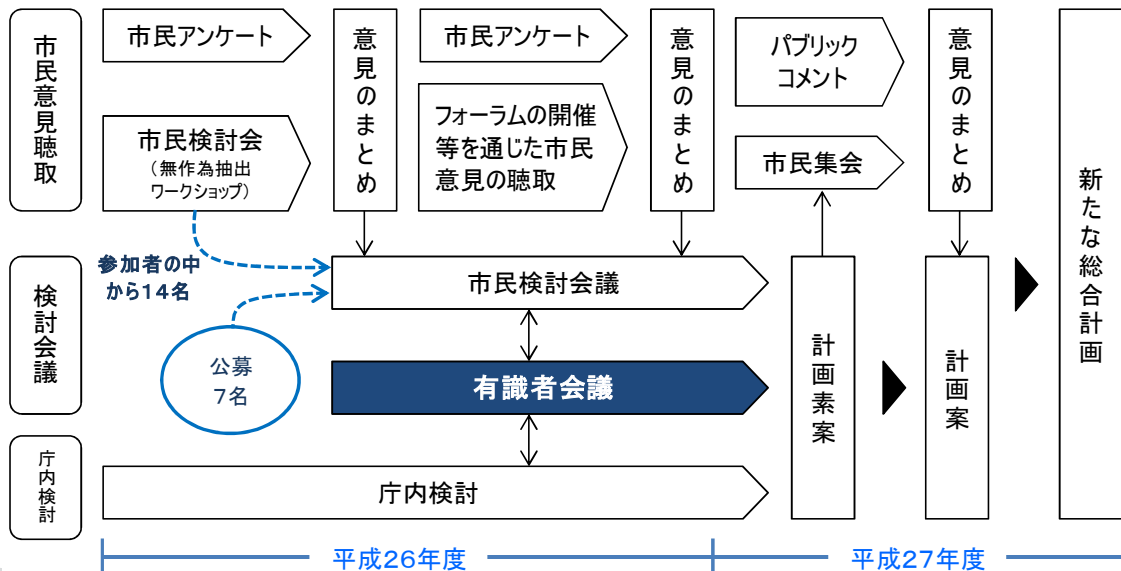 市民意見聴取
市民アンケート
市民検討会
（無作為抽出
ワークショップ）
意見のまとめ
市民アンケート
フォーラムの開催
等を通じた市民
意見の聴取
意見のまとめ
パブリック
コメント
市民集会
意見のまとめ
新たな総合計画
検討会議
参加者の中
から１４名
公募
７名
市民検討会議
有識者会議
計画素案
計画案
庁内検討
庁内検討
平成２６年度
平成２７年度